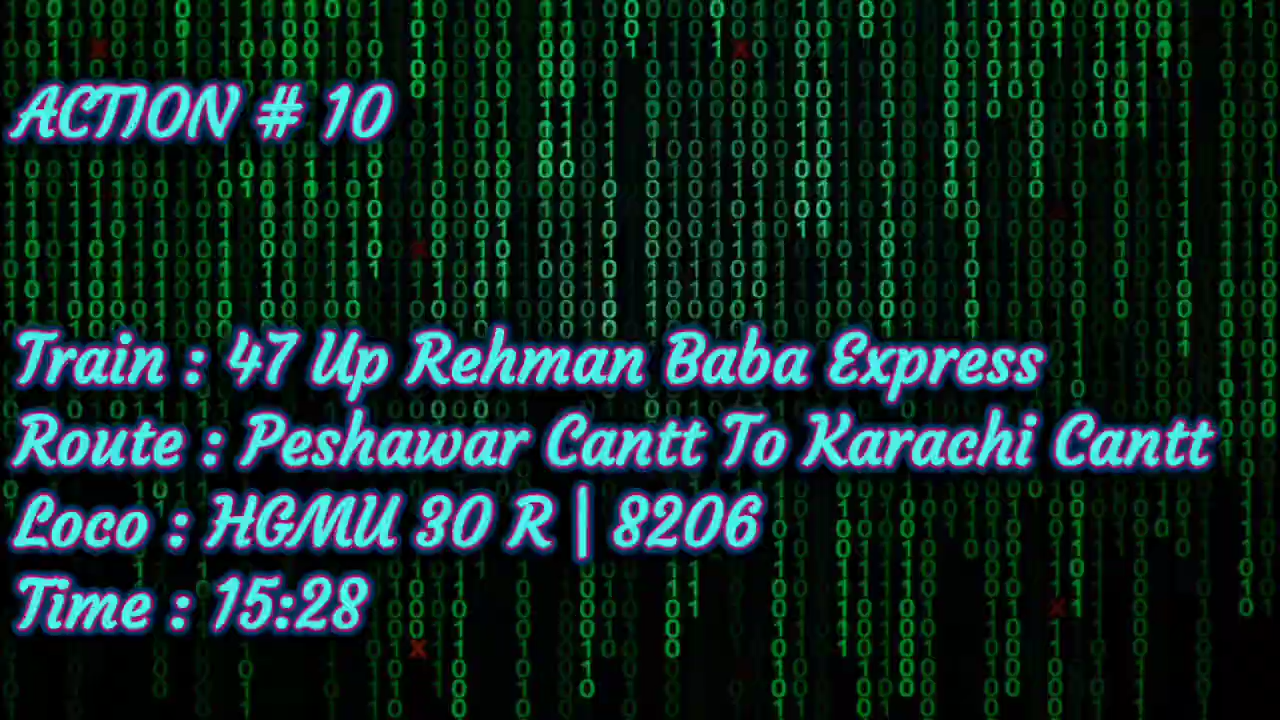 ACTION # 10
Train : 47 Up Rehman Baba Express
Route : Peshawar Cantt To Karachi Cantt
Loco : HGMU 30 R | 8206
Time : 15:28